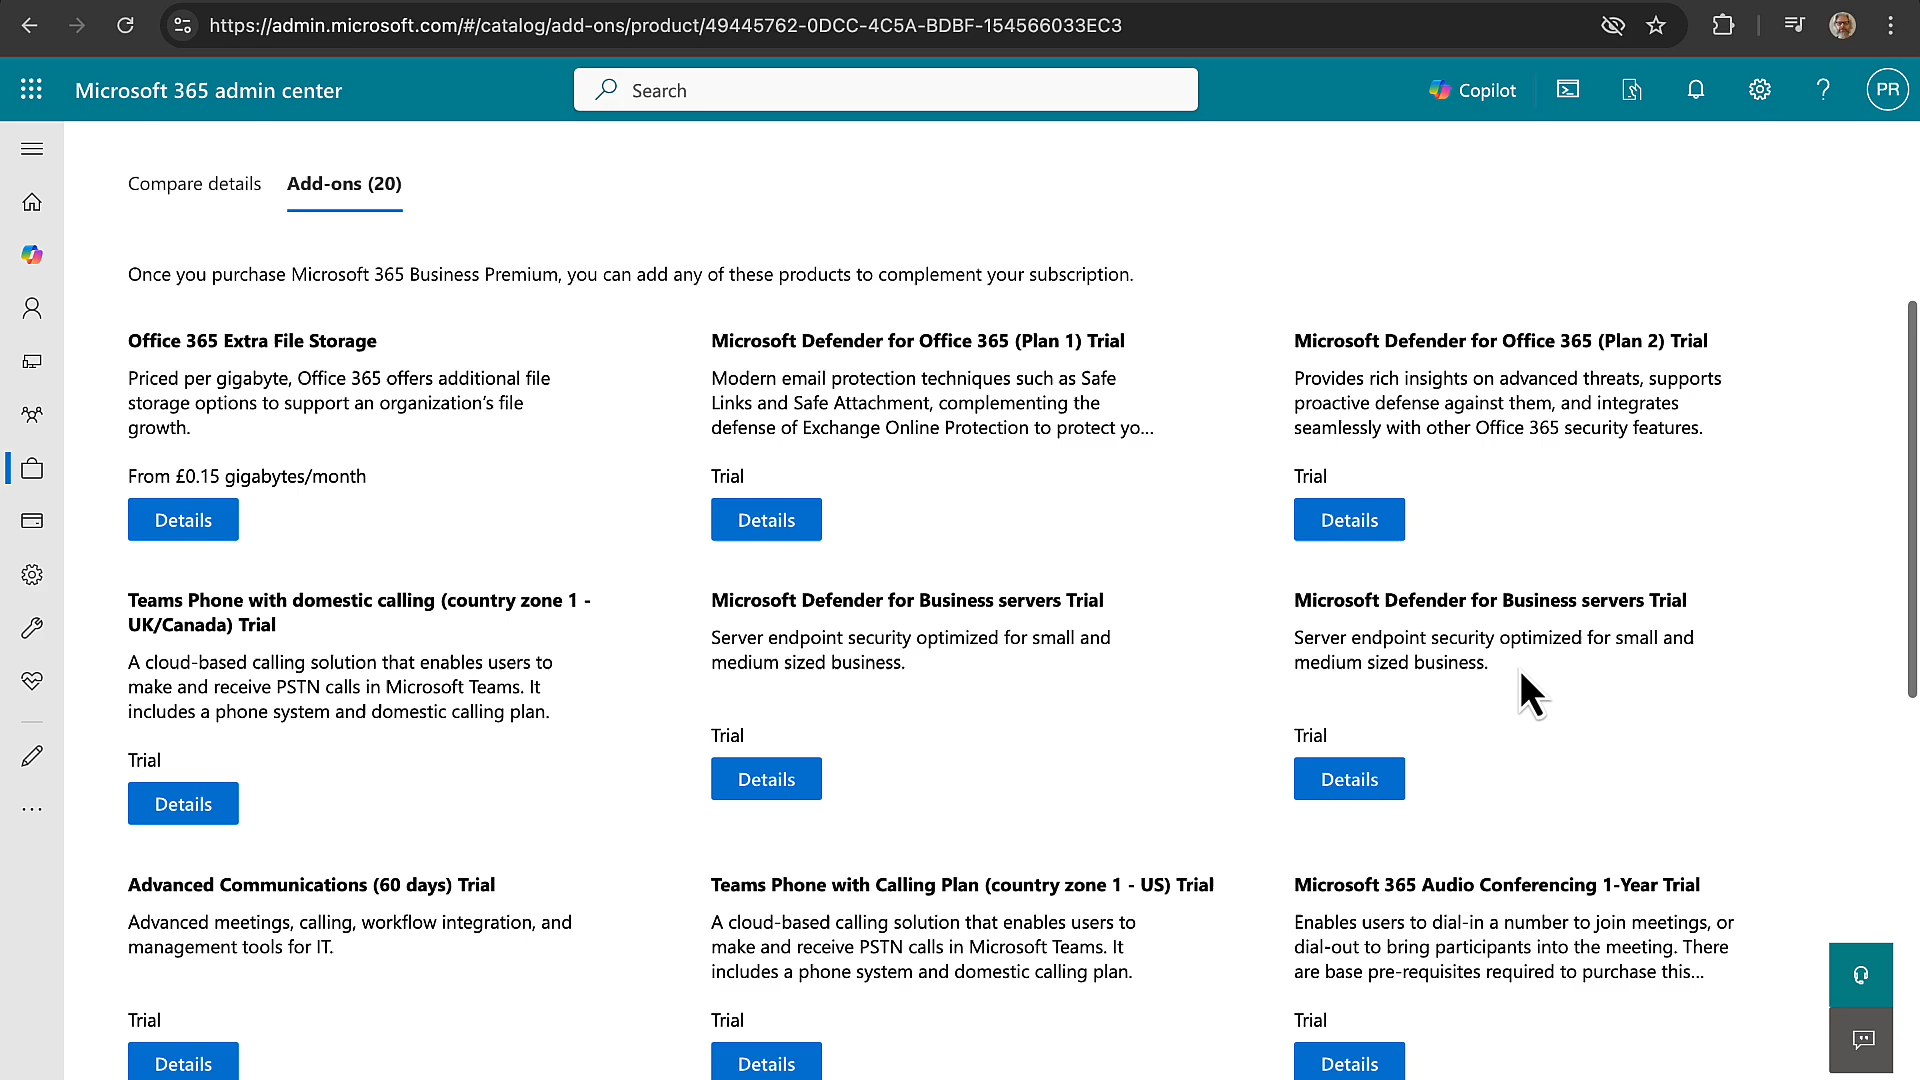 https://admin.microsoft.com/#/catalog/add-ons/product/49445762-0DCC-4C5A-BDBF-154566033EC3
Microsoft 365 admin center
Search
Copilot
PR
Compare details
Add-ons (20)
Once you purchase Microsoft 365 Business Premium, you can add any of these products to complement your subscription.
Office 365 Extra File Storage
Priced per gigabyte, Office 365 offers additional file
storage options to support an organization's file
growth.
From £0.15 gigabytes/month
Details
Microsoft Defender for Office 365 (Plan 1) Trial
Modern email protection techniques such as Safe
Links and Safe Attachment, complementing the
defense of Exchange Online Protection to protect yo...
Trial
Details
Microsoft Defender for Office 365 (Plan 2) Trial
Provides rich insights on advanced threats, supports
proactive defense against them, and integrates
seamlessly with other Office 365 security features.
Trial
Details
Teams Phone with domestic calling (country zone 1 -
UK/Canada) Trial
A cloud-based calling solution that enables users to
make and receive PSTN calls in Microsoft Teams. It
includes a phone system and domestic calling plan.
Trial
Details
Microsoft Defender for Business servers Trial
Server endpoint security optimized for small and
medium sized business.
Trial
Details
Microsoft Defender for Business servers Trial
Server endpoint security optimized for small and
medium sized business.
Trial
Details
Advanced Communications (60 days) Trial
Advanced meetings, calling, workflow integration, and
management tools for IT.
Trial
Details
Teams Phone with Calling Plan (country zone 1 - US) Trial
A cloud-based calling solution that enables users to
make and receive PSTN calls in Microsoft Teams. It
includes a phone system and domestic calling plan.
Trial
Details
Microsoft 365 Audio Conferencing 1-Year Trial
Enables users to dial-in a number to join meetings, or
dial-out to bring participants into the meeting. There
are base pre-requisites required to purchase this...
Trial
Details